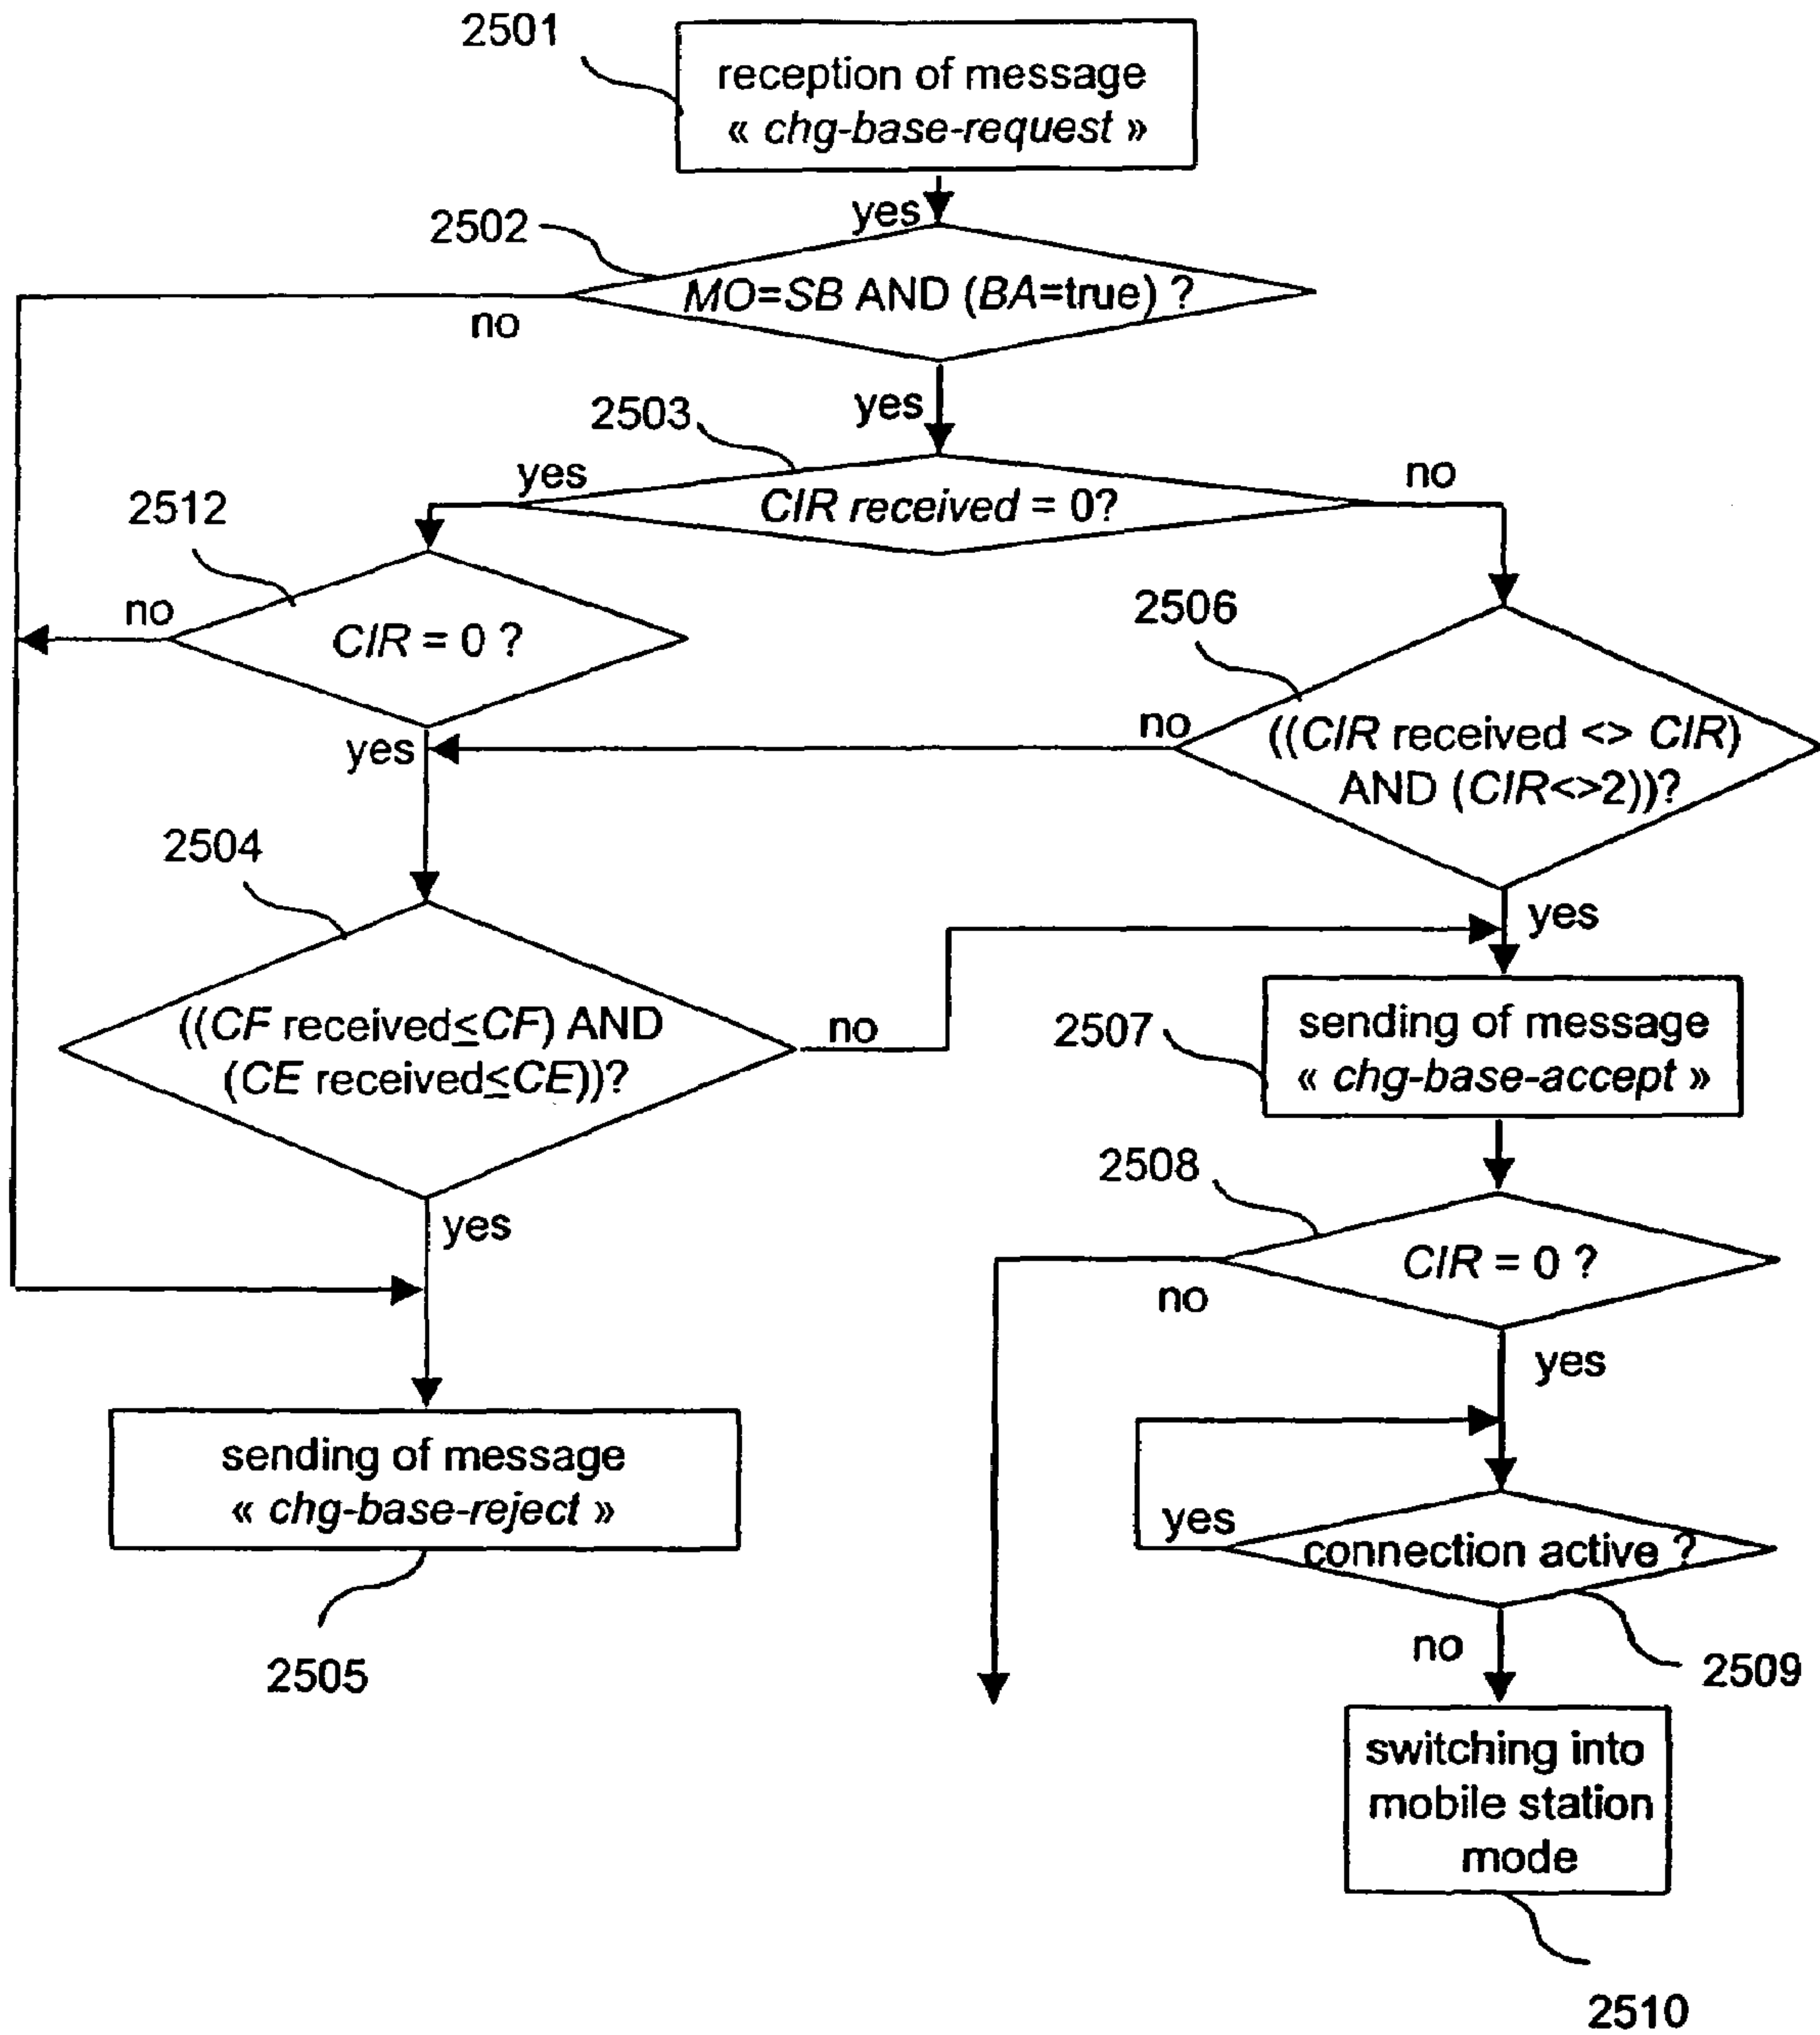 2501
reception of message
« chg-base-request »
yes
2502
MO=SB AND (BA=true) ?
no
yes
2503
yes
no
CIR received = 0?
2512
no
CIR = 0 ?
2506
no
((CIR received <> CIR)
AND (CIR<>2))?
yes
2504
yes
((CF received≤CF) AND
(CE received≤CE))?
no
2507
sending of message
« chg-base-accept »
2508
yes
CIR = 0 ?
no
yes
sending of message
« chg-base-reject »
yes
connection active ?
2505
no
2509
switching into
mobile station
mode
2510